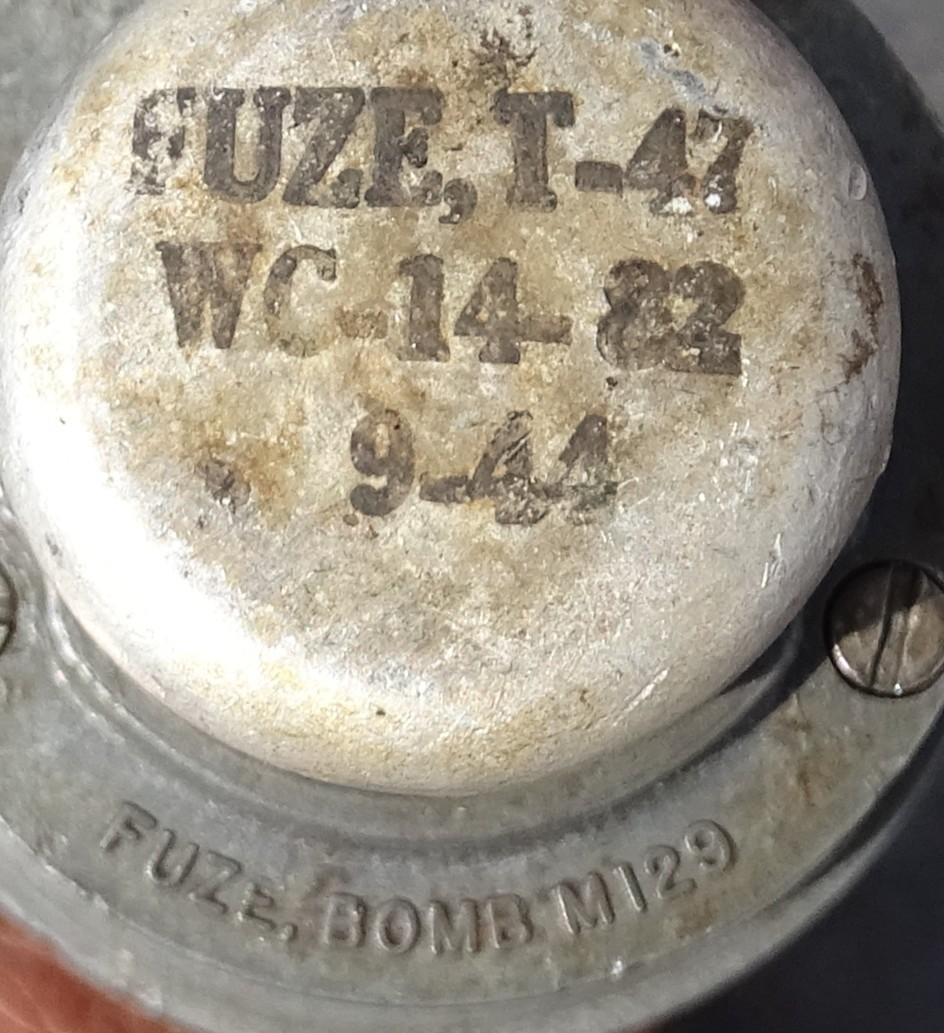 FUZE, T-47
WC-14-82
9-44
FUZE, BOMB M129